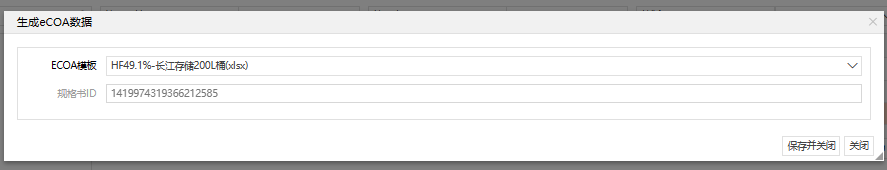 生成eCOA数据
ECOA模板 HF49.1%-长江存储200L桶(xlsx)
规格书ID 1419974319366212585
保存并关闭 关闭